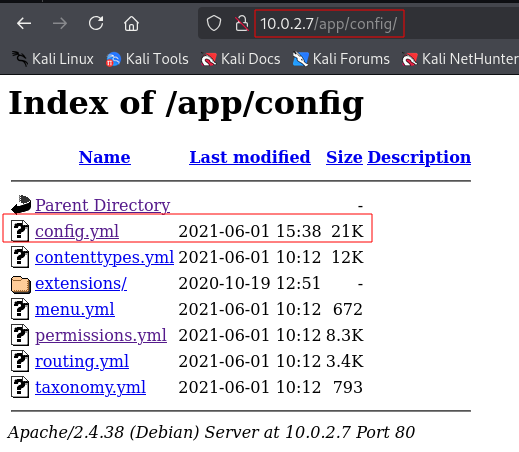 10.0.2.7/app/config/
Kali Linux Kali Tools Kali Docs Kali Forums Kali NetHunter
Index of /app/config
Name Last modified Size Description
Parent Directory -
config.yml 2021-06-01 15:38 21K
contenttypes.yml 2021-06-01 10:12 12K
extensions/ 2020-10-19 12:51 -
menu.yml 2021-06-01 10:12 672
permissions.yml 2021-06-01 10:12 8.3K
routing.yml 2021-06-01 10:12 3.4K
taxonomy.yml 2021-06-01 10:12 793
Apache/2.4.38 (Debian) Server at 10.0.2.7 Port 80